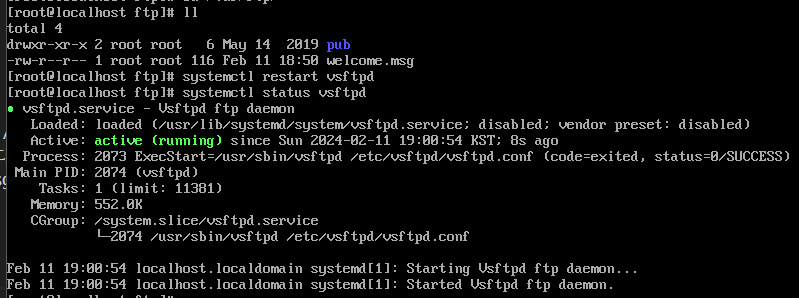 [root@localhost ftp]# ll
total 4
drwxr-xr-x 2 root root   6 May 14  2019 pub
-rw-r--r-- 1 root root 116 Feb 11 18:50 welcome.msg
[root@localhost ftp]# systemctl restart vsftpd
[root@localhost ftp]# systemctl status vsftpd
● vsftpd.service - Vsftpd ftp daemon
   Loaded: loaded (/usr/lib/systemd/system/vsftpd.service; disabled; vendor preset: disabled)
   Active: active (running) since Sun 2024-02-11 19:00:54 KST; 8s ago
  Process: 2073 ExecStart=/usr/sbin/vsftpd /etc/vsftpd/vsftpd.conf (code=exited, status=0/SUCCESS)
 Main PID: 2074 (vsftpd)
    Tasks: 1 (limit: 11381)
   Memory: 552.0K
   CGroup: /system.slice/vsftpd.service
           └─2074 /usr/sbin/vsftpd /etc/vsftpd/vsftpd.conf
Feb 11 19:00:54 localhost.localdomain systemd[1]: Starting Vsftpd ftp daemon...
Feb 11 19:00:54 localhost.localdomain systemd[1]: Started Vsftpd ftp daemon.
[root@localhost ftp]#